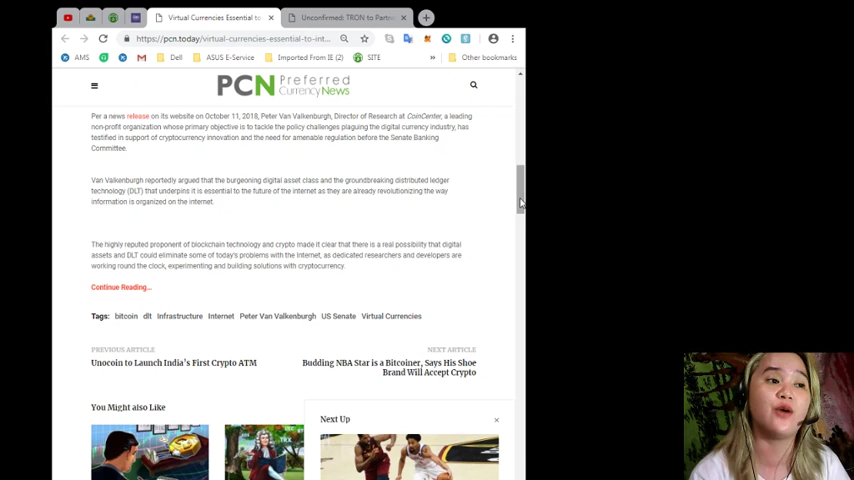 Virtual Currencies Essential to
Unconfirmed: TRON to Partn
https://pcn.today/virtual-currencies-essential-to-int...
AMS
Dell
ASUS E-Service
Imported From IE (2)
SITE
Other bookmarks
PCN Preferred
Currency News
Per a news release on its website on October 11, 2018, Peter Van Valkenburgh, Director of Research at CoinCenter, a leading
non-profit organization whose primary objective is to tackle the policy challenges plaguing the digital currency industry, has
testified in support of cryptocurrency innovation and the need for amenable regulation before the Senate Banking
Committee.
Van Valkenburgh reportedly argued that the burgeoning digital asset class and the groundbreaking distributed ledger
technology (DLT) that underpins it is essential to the future of the internet as they are already revolutionizing the way
information is organized on the internet.
The highly reputed proponent of blockchain technology and crypto made it clear that there is a real possibility that digital
assets and DLT could eliminate some of today's problems with the Internet, as dedicated researchers and developers are
working round the clock, experimenting and building solutions with cryptocurrency.
Continue Reading...
Tags: bitcoin dlt Infrastructure Internet Peter Van Valkenburgh US Senate Virtual Currencies
PREVIOUS ARTICLE
Unocoin to Launch India's First Crypto ATM
NEXT ARTICLE
Budding NBA Star is a Bitcoiner, Says His Shoe
Brand Will Accept Crypto
You Might also Like
Next Up